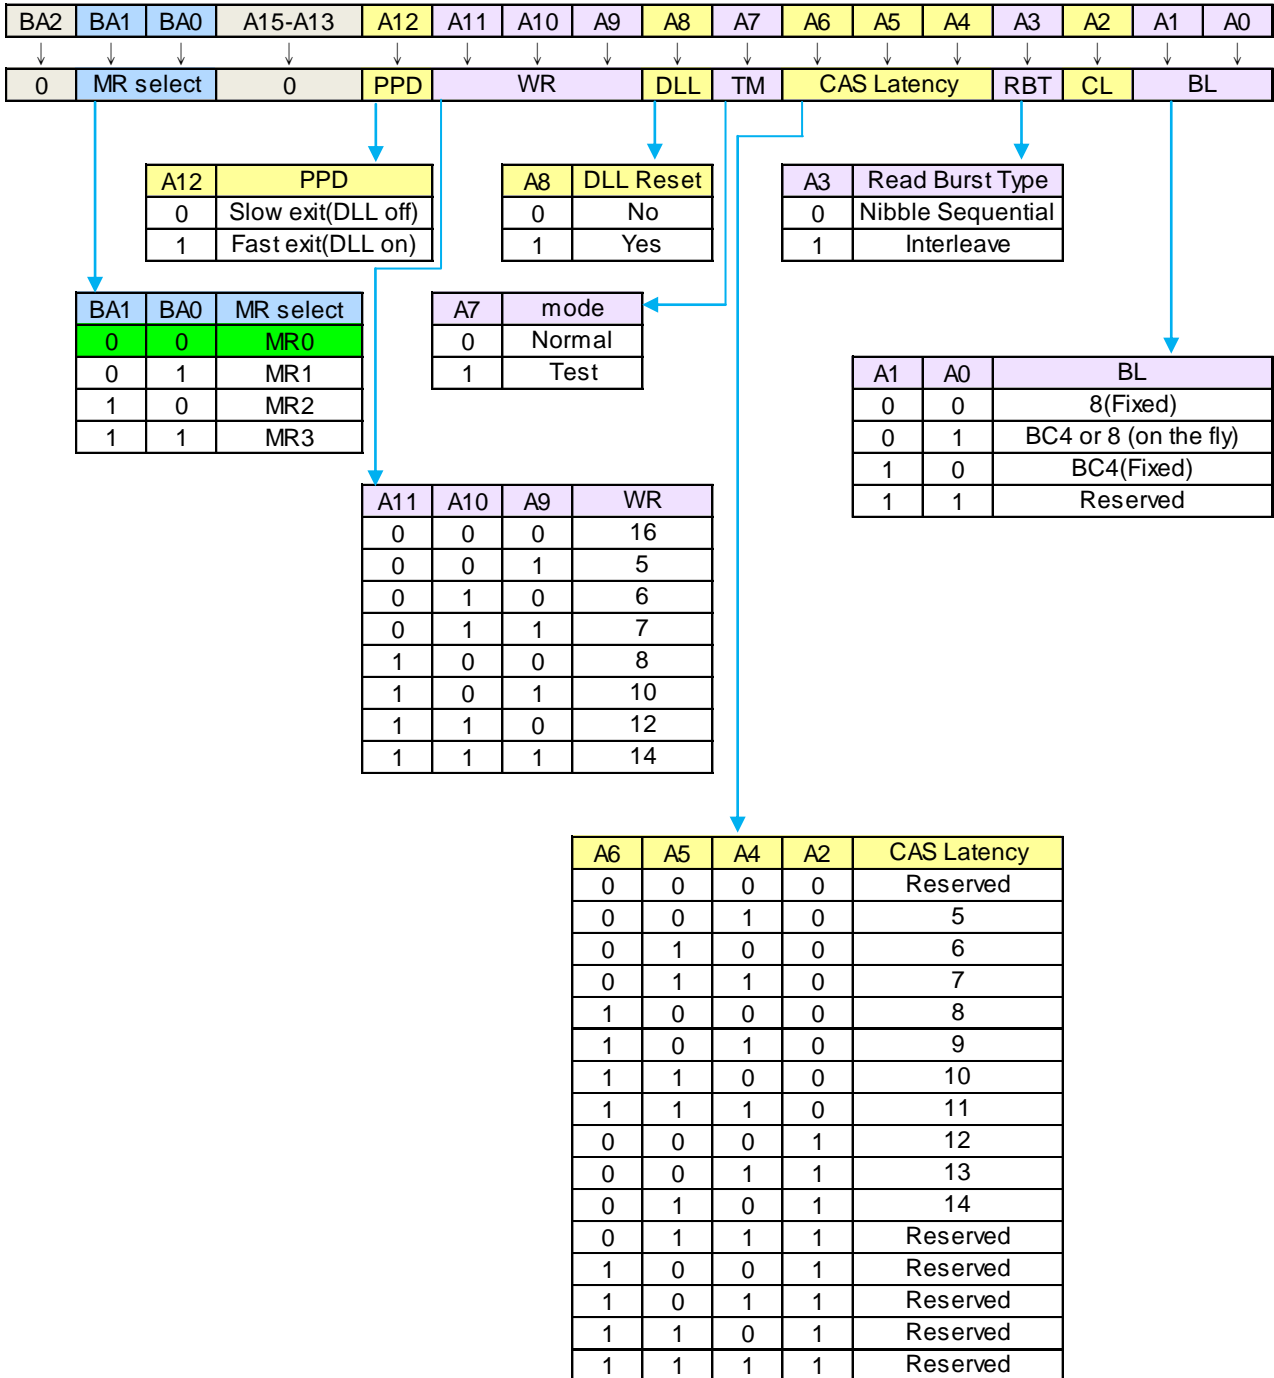 BA2 BA1 BA0 A15-A13 A12 A11 A10 A9 A8 A7 A6 A5 A4 A3 A2 A1 A0
0 MR select 0 PPD WR DLL TM CAS Latency RBT CL BL
A12 PPD
0 Slow exit(DLL off)
1 Fast exit(DLL on)
A8 DLL Reset
0 No
1 Yes
A3 Read Burst Type
0 Nibble Sequential
1 Interleave
BA1 BA0 MR select
0 0 MR0
0 1 MR1
1 0 MR2
1 1 MR3
A7 mode
0 Normal
1 Test
A1 A0 BL
0 0 8(Fixed)
0 1 BC4 or 8 (on the fly)
1 0 BC4(Fixed)
1 1 Reserved
A11 A10 A9 WR
0 0 0 16
0 0 1 5
0 1 0 6
0 1 1 7
1 0 0 8
1 0 1 10
1 1 0 12
1 1 1 14
A6 A5 A4 A2 CAS Latency
0 0 0 0 Reserved
0 0 1 0 5
0 1 0 0 6
0 1 1 0 7
1 0 0 0 8
1 0 1 0 9
1 1 0 0 10
1 1 1 0 11
0 0 0 1 12
0 0 1 1 13
0 1 0 1 14
0 1 1 1 Reserved
1 0 0 1 Reserved
1 0 1 1 Reserved
1 1 0 1 Reserved
1 1 1 1 Reserved